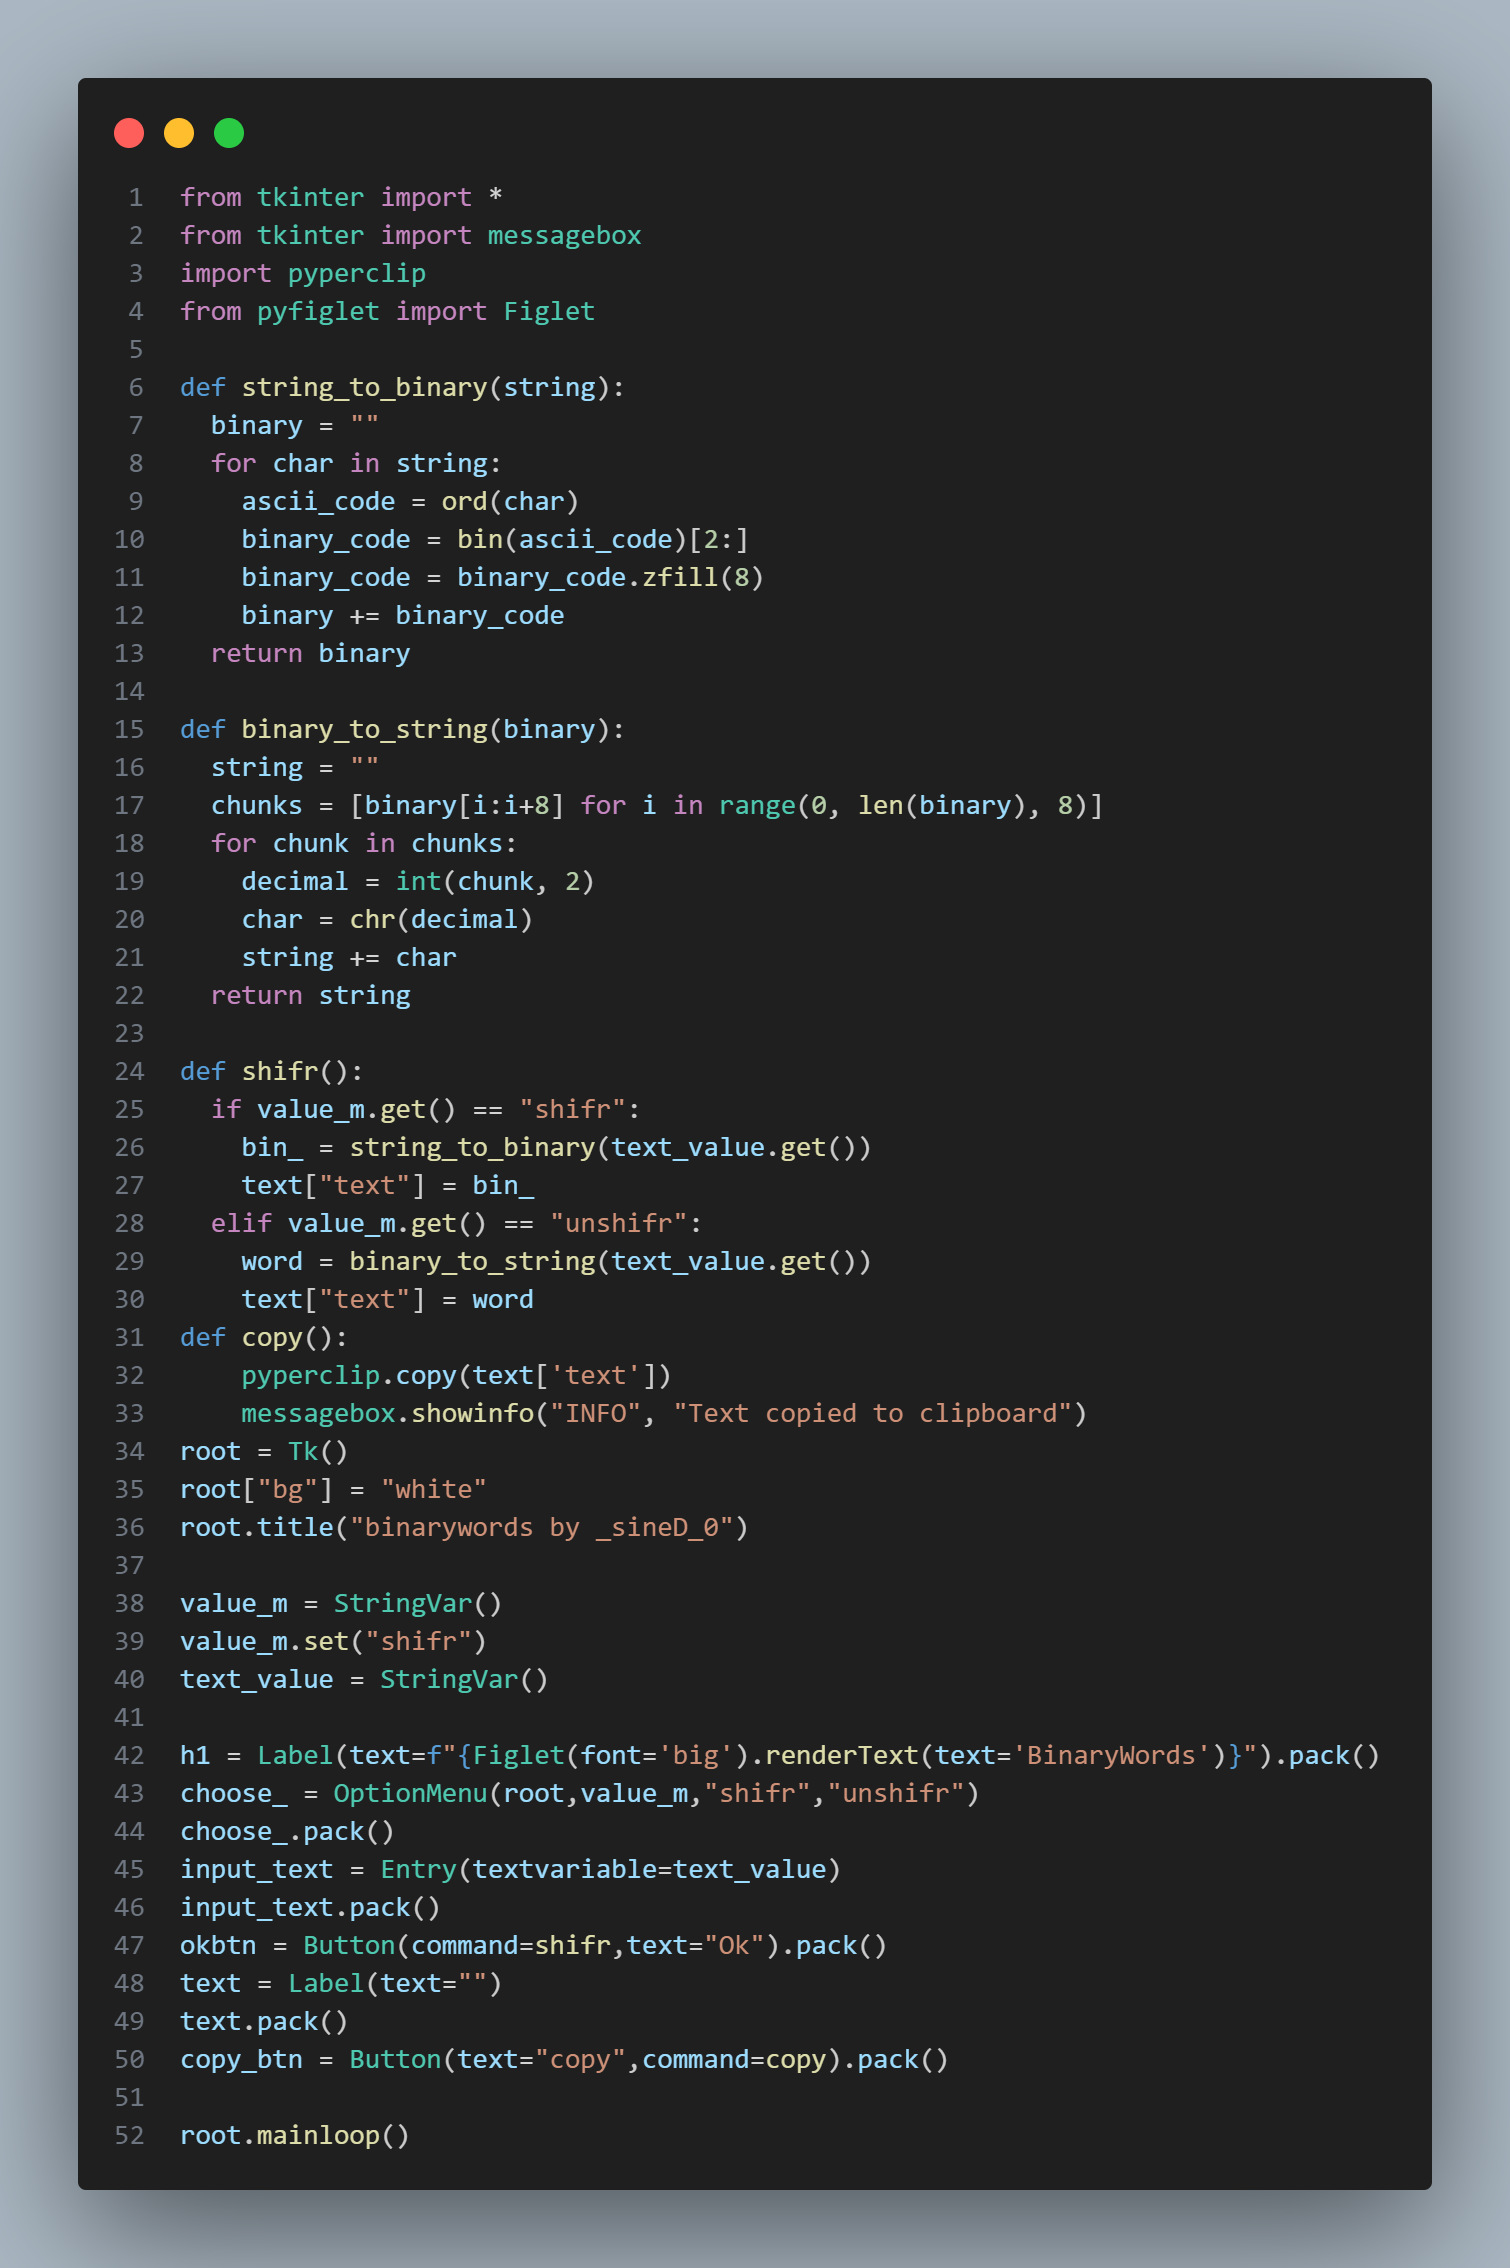 1 from tkinter import *
2 from tkinter import messagebox
3 import pyperclip
4 from pyfiglet import Figlet
5
6 def string_to_binary(string):
7   binary = ""
8   for char in string:
9     ascii_code = ord(char)
10     binary_code = bin(ascii_code)[2:]
11     binary_code = binary_code.zfill(8)
12     binary += binary_code
13   return binary
14
15 def binary_to_string(binary):
16   string = ""
17   chunks = [binary[i:i+8] for i in range(0, len(binary), 8)]
18   for chunk in chunks:
19     decimal = int(chunk, 2)
20     char = chr(decimal)
21     string += char
22   return string
23
24 def shifr():
25   if value_m.get() == "shifr":
26     bin_ = string_to_binary(text_value.get())
27     text["text"] = bin_
28   elif value_m.get() == "unshifr":
29     word = binary_to_string(text_value.get())
30     text["text"] = word
31 def copy():
32     pyperclip.copy(text['text'])
33     messagebox.showinfo("INFO", "Text copied to clipboard")
34 root = Tk()
35 root["bg"] = "white"
36 root.title("binarywords by _sineD_0")
37
38 value_m = StringVar()
39 value_m.set("shifr")
40 text_value = StringVar()
41
42 h1 = Label(text=f"{Figlet(font='big').renderText(text='BinaryWords')}").pack()
43 choose_ = OptionMenu(root,value_m,"shifr","unshifr")
44 choose_.pack()
45 input_text = Entry(textvariable=text_value)
46 input_text.pack()
47 okbtn = Button(command=shifr,text="Ok").pack()
48 text = Label(text="")
49 text.pack()
50 copy_btn = Button(text="copy",command=copy).pack()
51
52 root.mainloop()